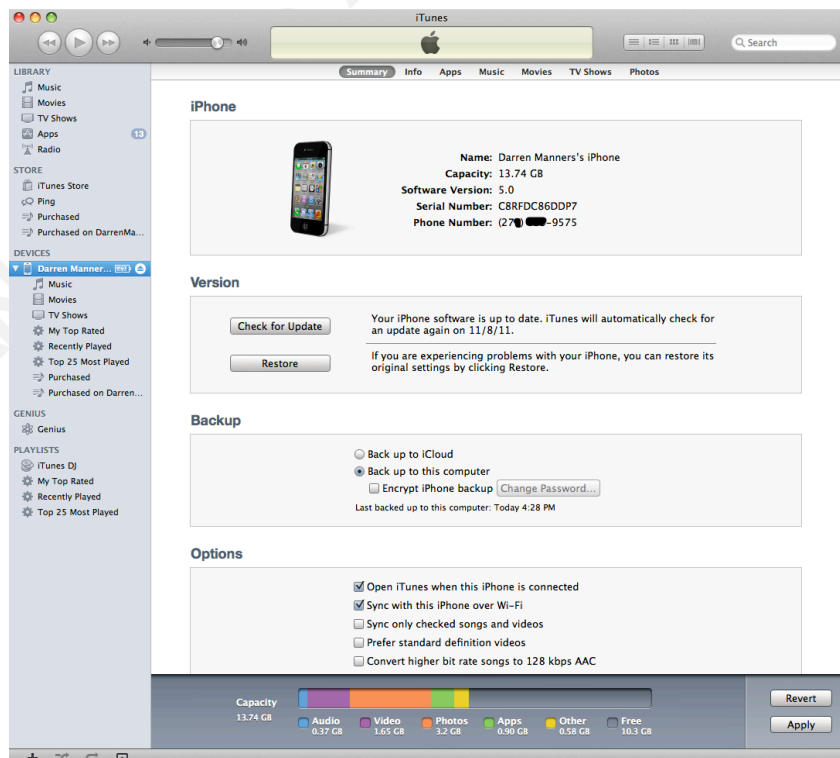 iTunes
Search
LIBRARY
Music
Movies
TV Shows
Apps 13
Radio
STORE
iTunes Store
Ping
Purchased
Purchased on DarrenMa...
DEVICES
Darren Manner...
Music
Movies
TV Shows
My Top Rated
Recently Played
Top 25 Most Played
Purchased
Purchased on Darren...
GENIUS
Genius
PLAYLISTS
iTunes DJ
My Top Rated
Recently Played
Top 25 Most Played
Summary Info Apps Music Movies TV Shows Photos
iPhone
Name: Darren Manners's iPhone
Capacity: 13.74 GB
Software Version: 5.0
Serial Number: C8RFDC86DDP7
Phone Number: (27 ) -9575
Version
Check for Update
Your iPhone software is up to date. iTunes will automatically check for
an update again on 11/8/11.
Restore
If you are experiencing problems with your iPhone, you can restore its
original settings by clicking Restore.
Backup
Back up to iCloud
Back up to this computer
Encrypt iPhone backup Change Password...
Last backed up to this computer: Today 4:28 PM
Options
Open iTunes when this iPhone is connected
Sync with this iPhone over Wi-Fi
Sync only checked songs and videos
Prefer standard definition videos
Convert higher bit rate songs to 128 kbps AAC
Capacity
13.74 GB
Audio Video Photos Apps Other Free
0.37 GB 1.65 GB 3.2 GB 0.90 GB 0.58 GB 10.3 GB
Revert
Apply